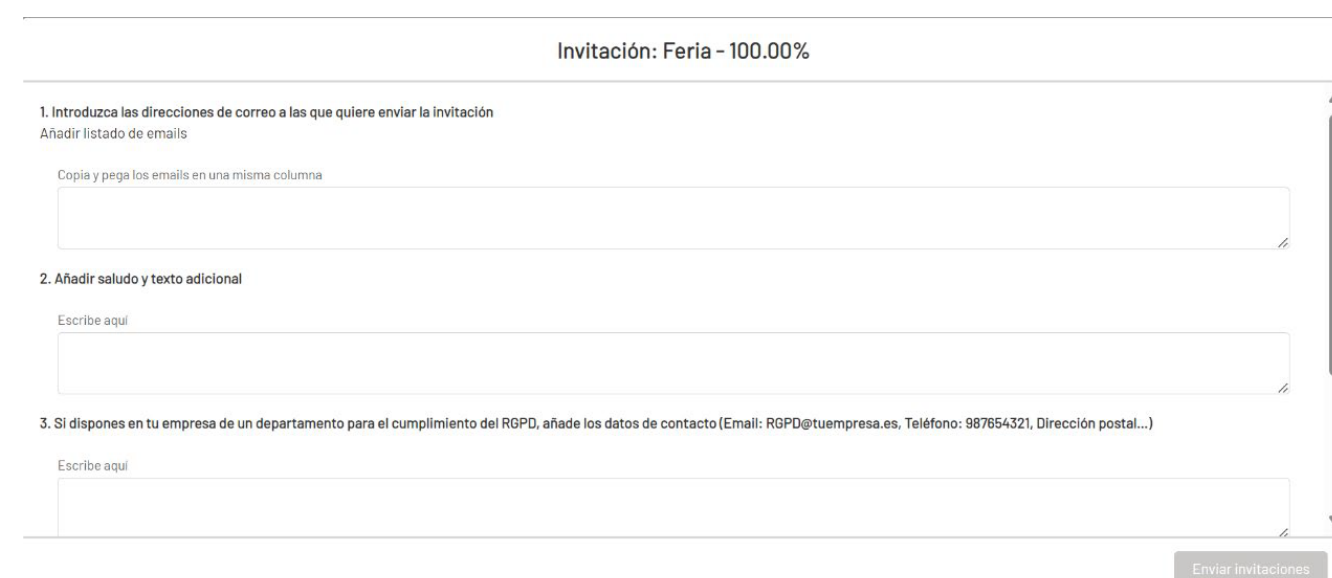 Invitación: Feria - 100.00%
1. Introduzca las direcciones de correo a las que quiere enviar la invitación
Añadir listado de emails
Copia y pega los emails en una misma columna
2. Añadir saludo y texto adicional
Escribe aquí
3. Si dispones en tu empresa de un departamento para el cumplimiento del RGPD, añade los datos de contacto (Email: RGPD@tuempresa.es, Teléfono: 987654321, Dirección postal...)
Escribe aquí
Enviar invitaciones